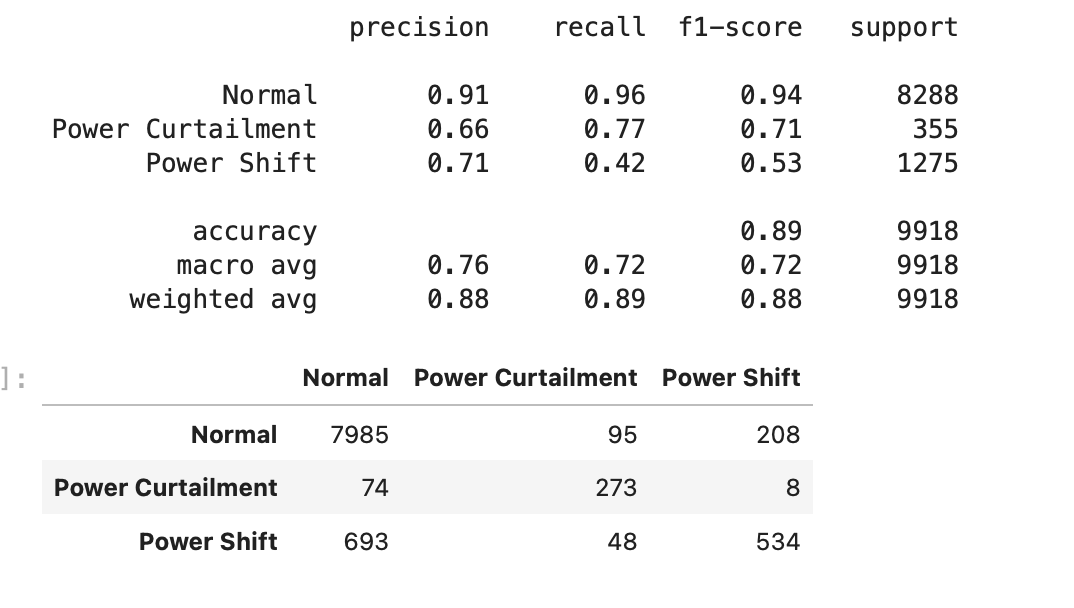 precision recall f1-score support
Normal 0.91 0.96 0.94 8288
Power Curtailment 0.66 0.77 0.71 355
Power Shift 0.71 0.42 0.53 1275
accuracy 0.89 9918
macro avg 0.76 0.72 0.72 9918
weighted avg 0.88 0.89 0.88 9918
]: Normal Power Curtailment Power Shift
Normal 7985 95 208
Power Curtailment 74 273 8
Power Shift 693 48 534